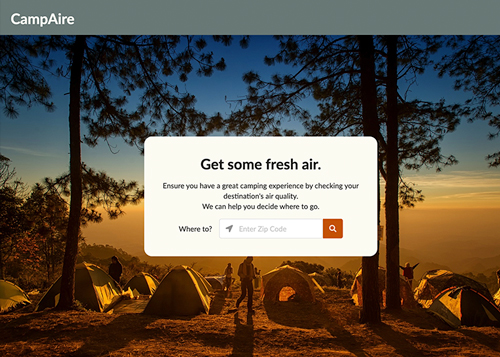 CampAire
Get some fresh air.
Ensure you have a great camping experience by checking your
destination's air quality.
We can help you decide where to go.
Where to? Enter Zip Code